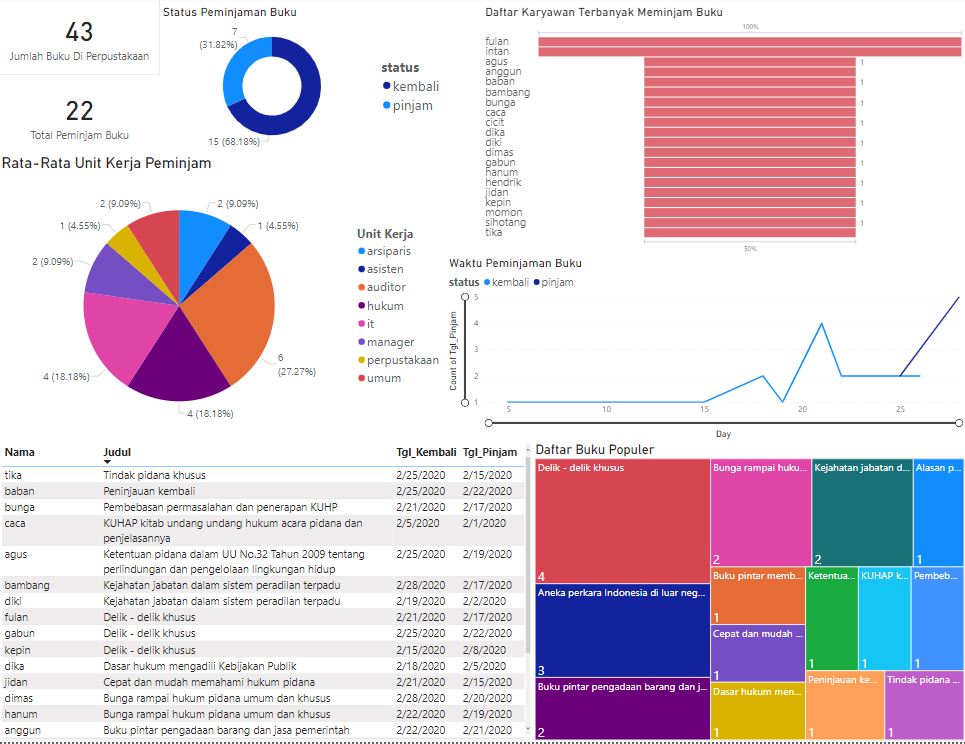 43
Jumlah Buku Di Perpustakaan
22
Total Peminjam Buku
Status Peminjaman Buku
7
(31.82%)
15 (68.18%)
status
kembali
pinjam
Daftar Karyawan Terbanyak Meminjam Buku
100%
fulan
intan
agus 1
anggun
baban 1
bambang
bunga 1
caca
cicit 1
dika
diki 1
dimas
gabun 1
hanum
hendrik 1
jidan
kepin 1
momon
sihotang 1
tika
50%
Rata-Rata Unit Kerja Peminjam
2 (9.09%)
2 (9.09%)
1 (4.55%)
1 (4.55%)
2 (9.09%)
6
(27.27%)
4 (18.18%)
4 (18.18%)
Unit Kerja
arsiparis
asisten
auditor
hukum
it
manager
perpustakaan
umum
Waktu Peminjaman Buku
status kembali pinjam
Count of Tgl_Pinjam
5
4
3
2
1
5 10 15 20 25
Day
Nama Judul Tgl_Kembali Tgl_Pinjam
tika Tindak pidana khusus 2/25/2020 2/15/2020
baban Peninjauan kembali 2/25/2020 2/22/2020
bunga Pembebasan permasalahan dan penerapan KUHP 2/21/2020 2/17/2020
caca KUHAP kitab undang undang hukum acara pidana dan 2/5/2020 2/1/2020
penjelasannya
agus Ketentuan pidana dalam UU No.32 Tahun 2009 tentang 2/25/2020 2/19/2020
perlindungan dan pengelolaan lingkungan hidup
bambang Kejahatan jabatan dalam sistem peradilan terpadu 2/28/2020 2/17/2020
diki Kejahatan jabatan dalam sistem peradilan terpadu 2/19/2020 2/2/2020
fulan Delik - delik khusus 2/21/2020 2/17/2020
gabun Delik - delik khusus 2/25/2020 2/22/2020
kepin Delik - delik khusus 2/15/2020 2/8/2020
dika Dasar hukum mengadili Kebijakan Publik 2/18/2020 2/5/2020
jidan Cepat dan mudah memahami hukum pidana 2/21/2020 2/15/2020
dimas Bunga rampai hukum pidana umum dan khusus 2/28/2020 2/20/2020
hanum Bunga rampai hukum pidana umum dan khusus 2/22/2020 2/19/2020
anggun Buku pintar pengadaan barang dan jasa pemerintah 2/22/2020 2/21/2020
Daftar Buku Populer
Delik - delik khusus
4
Aneka perkara Indonesia di luar neg...
3
Buku pintar pengadaan barang dan j...
2
Bunga rampai huku...
2
Kejahatan jabatan d...
2
Alasan p...
1
Buku pintar memb...
1
Cepat dan mudah ...
1
Dasar hukum men...
1
Ketentua...
1
KUHAP k...
1
Pembeb...
1
Peninjauan ke...
1
Tindak pidana ...
1